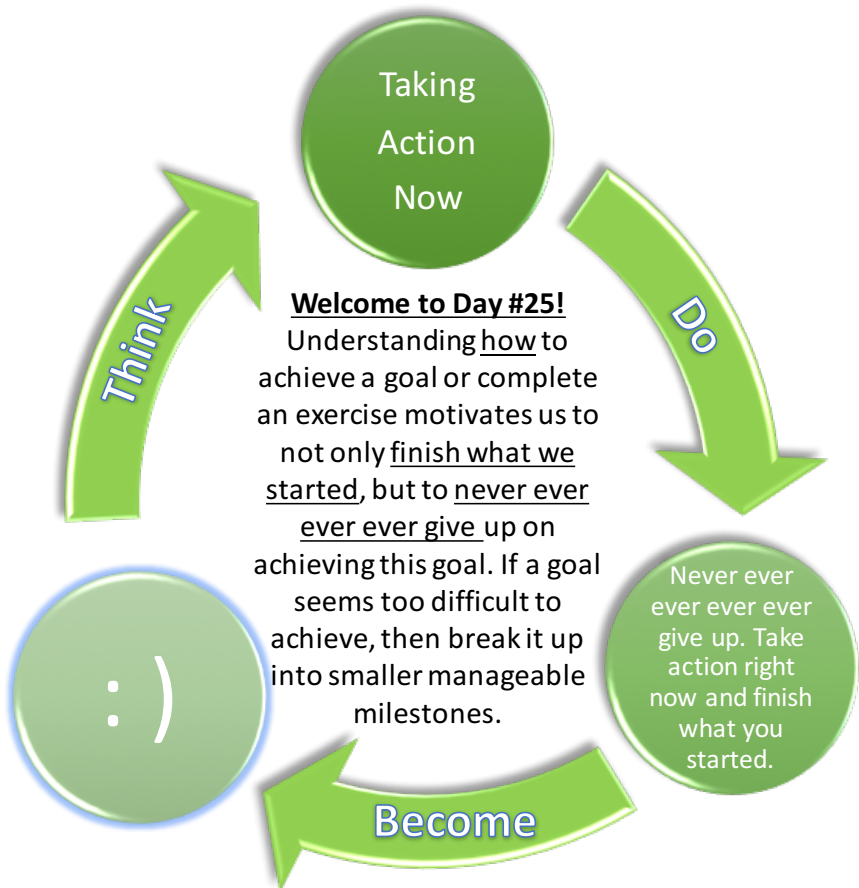 Taking
Action
Now
Think
Do
Welcome to Day #25!
Understanding how to
achieve a goal or complete
an exercise motivates us to
not only finish what we
started, but to never ever
ever ever give up on
achieving this goal. If a goal
seems too difficult to
achieve, then break it up
into smaller manageable
milestones.
Never ever
ever ever ever
give up. Take
action right
now and finish
what you
started.
: )
Become